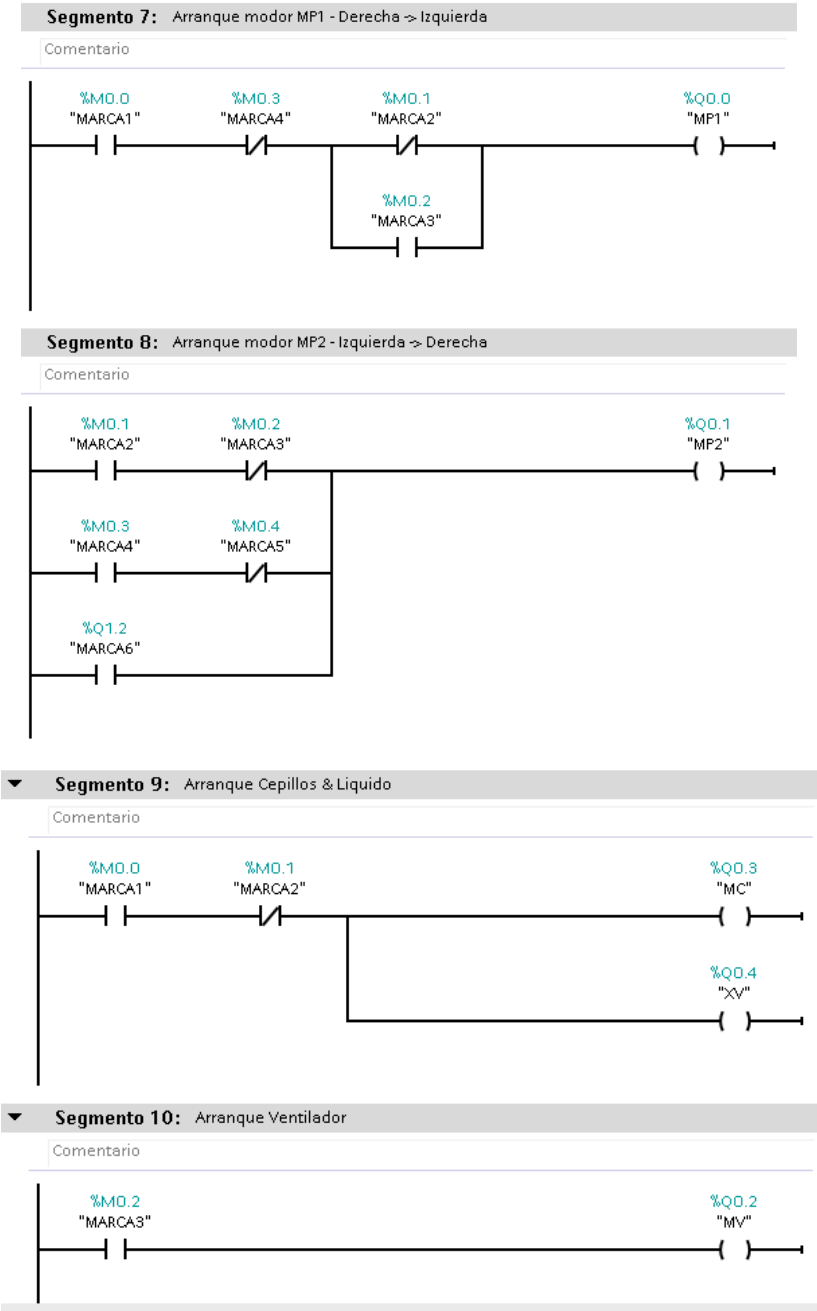 Segmento 7: Arranque modor MP1 - Derecha -> Izquierda
Comentario
%M0.0 %M0.3 %M0.1 %Q0.0
"MARCA1" "MARCA4" "MARCA2" "MP1"
%M0.2
"MARCA3"
Segmento 8: Arranque modor MP2 - Izquierda -> Derecha
Comentario
%M0.1 %M0.2 %Q0.1
"MARCA2" "MARCA3" "MP2"
%M0.3 %M0.4
"MARCA4" "MARCA5"
%Q1.2
"MARCA6"
Segmento 9: Arranque Cepillos & Liquido
Comentario
%M0.0 %M0.1 %Q0.3
"MARCA1" "MARCA2" "MC"
%Q0.4
"XV"
Segmento 10: Arranque Ventilador
Comentario
%M0.2 %Q0.2
"MARCA3" "MV"